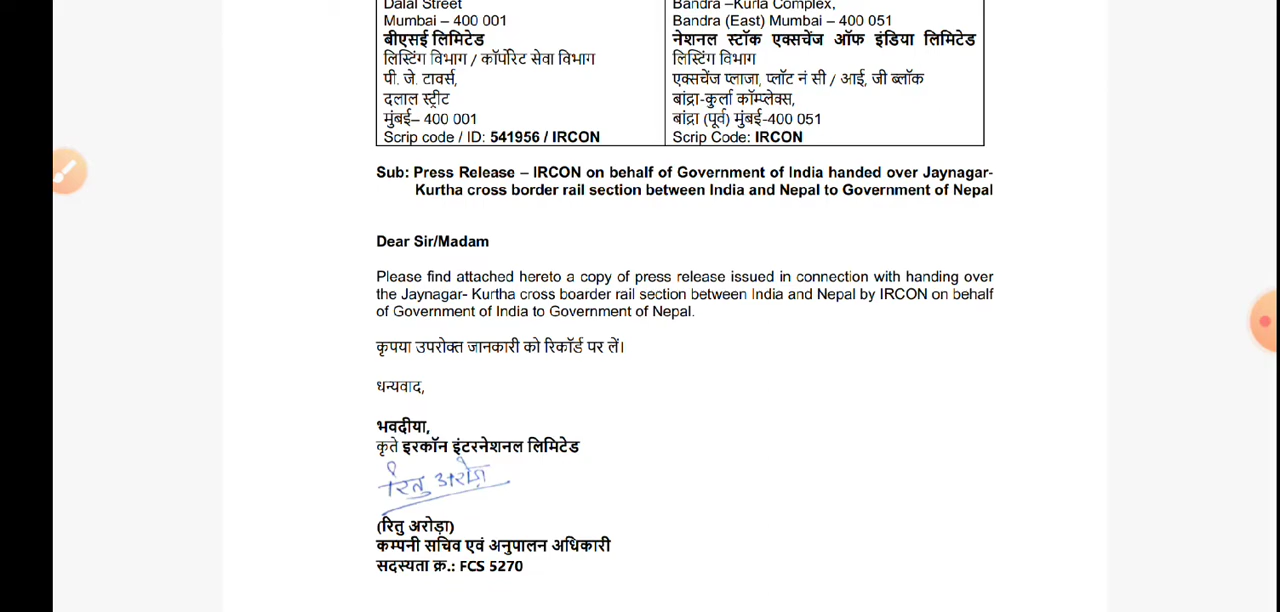 Dalal Street
Mumbai – 400 001
बीएसई लिमिटेड
लिस्टिंग विभाग / कॉर्पोरेट सेवा विभाग
पी. जे. टावर्स,
दलाल स्ट्रीट
मुंबई– 400 001
Scrip code / ID: 541956 / IRCON
Bandra –Kurla Complex,
Bandra (East) Mumbai – 400 051
नेशनल स्टॉक एक्सचेंज ऑफ इंडिया लिमिटेड
लिस्टिंग विभाग
एक्सचेंज प्लाजा, प्लॉट नं सी / आई, जी ब्लॉक
बांद्रा-कुर्ला कॉम्प्लेक्स,
बांद्रा (पूर्व) मुंबई-400 051
Scrip Code: IRCON
Sub: Press Release – IRCON on behalf of Government of India handed over Jaynagar-
Kurtha cross border rail section between India and Nepal to Government of Nepal
Dear Sir/Madam
Please find attached hereto a copy of press release issued in connection with handing over
the Jaynagar- Kurtha cross boarder rail section between India and Nepal by IRCON on behalf
of Government of India to Government of Nepal.
कृपया उपरोक्त जानकारी को रिकॉर्ड पर लें।
धन्यवाद,
भवदीया,
कृते इरकॉन इंटरनेशनल लिमिटेड
रितु अरोड़ा
(रितु अरोड़ा)
कम्पनी सचिव एवं अनुपालन अधिकारी
सदस्यता क्र.: FCS 5270